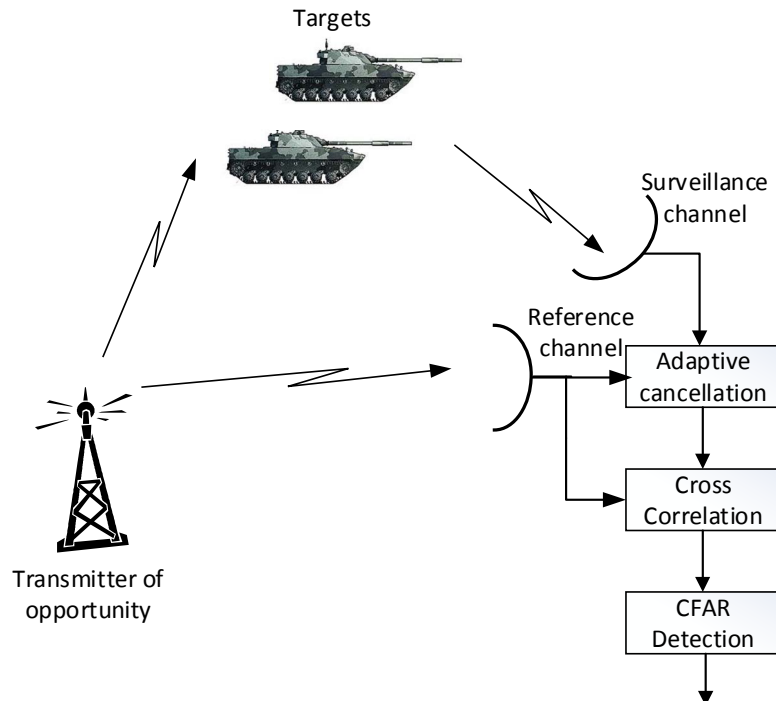 Targets
Surveillance
channel
Reference
channel
Adaptive
cancellation
Cross
Correlation
Transmitter of
opportunity
CFAR
Detection